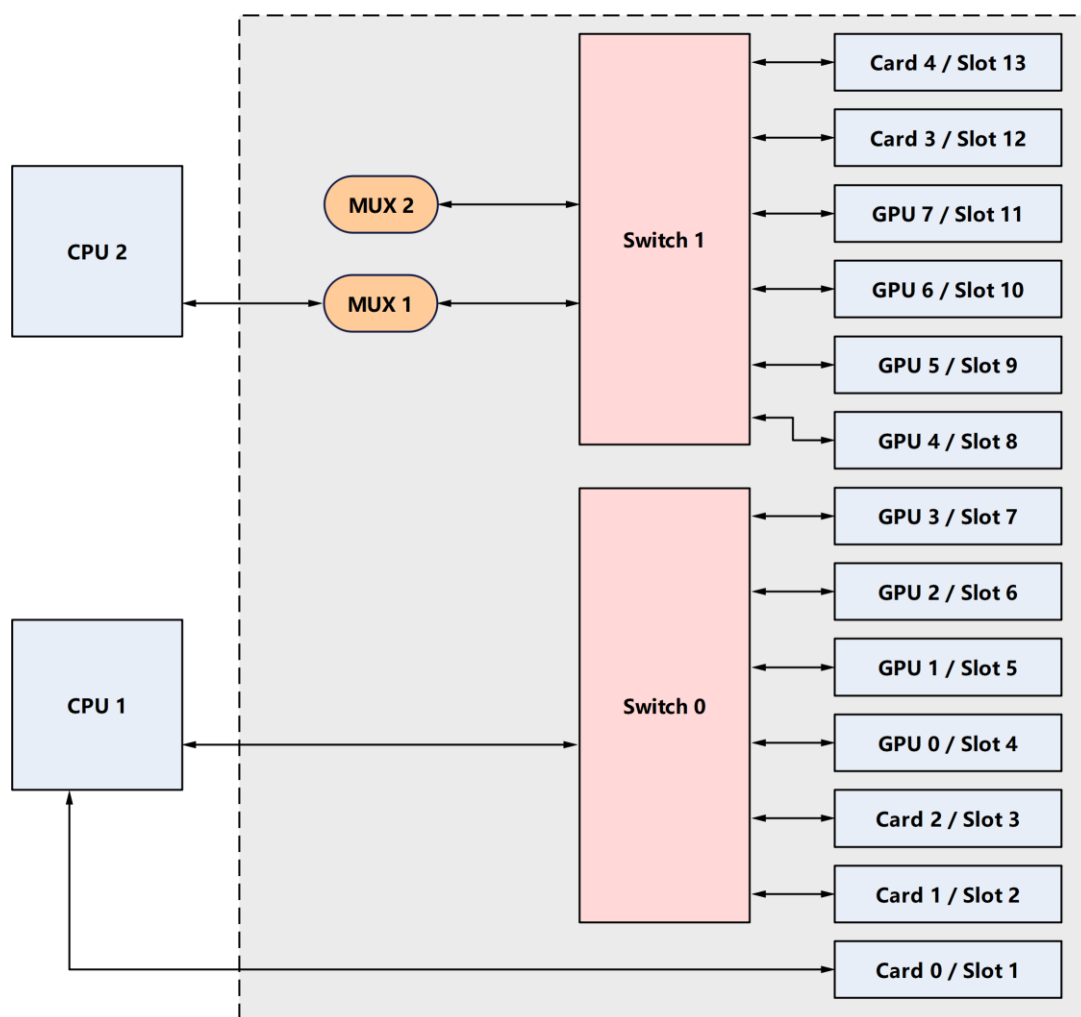 Card 4 / Slot 13
Card 3 / Slot 12
MUX 2
GPU 7 / Slot 11
CPU 2
Switch 1
MUX 1
GPU 6 / Slot 10
GPU 5 / Slot 9
GPU 4 / Slot 8
GPU 3 / Slot 7
GPU 2 / Slot 6
GPU 1 / Slot 5
CPU 1
Switch 0
GPU 0 / Slot 4
Card 2 / Slot 3
Card 1 / Slot 2
Card 0 / Slot 1